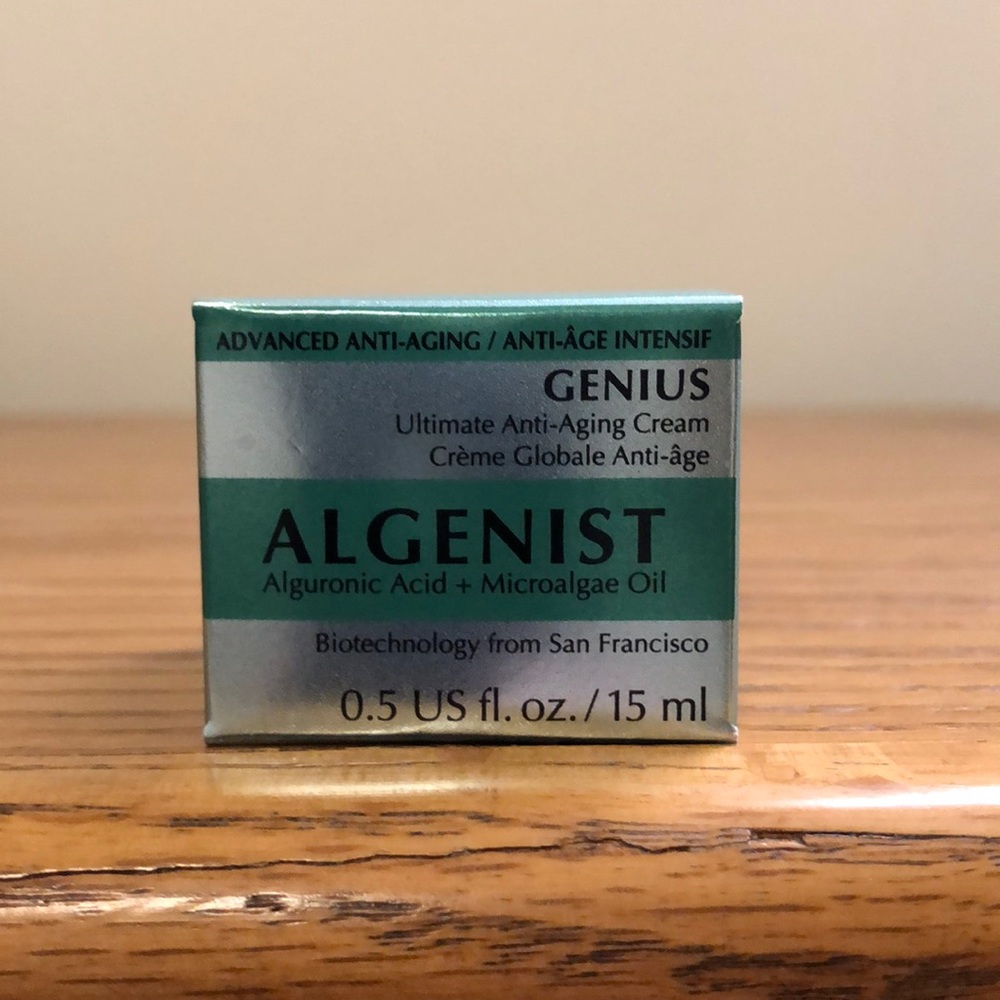 ADVANCED ANTI-AGING / ANTI-ÂGE INTENSIF
GENIUS
Ultimate Anti-Aging Cream
Crème Globale Anti-âge
ALGENIST
Alguronic Acid + Microalgae Oil
Biotechnology from San Francisco
0.5 US fl. oz. / 15 ml